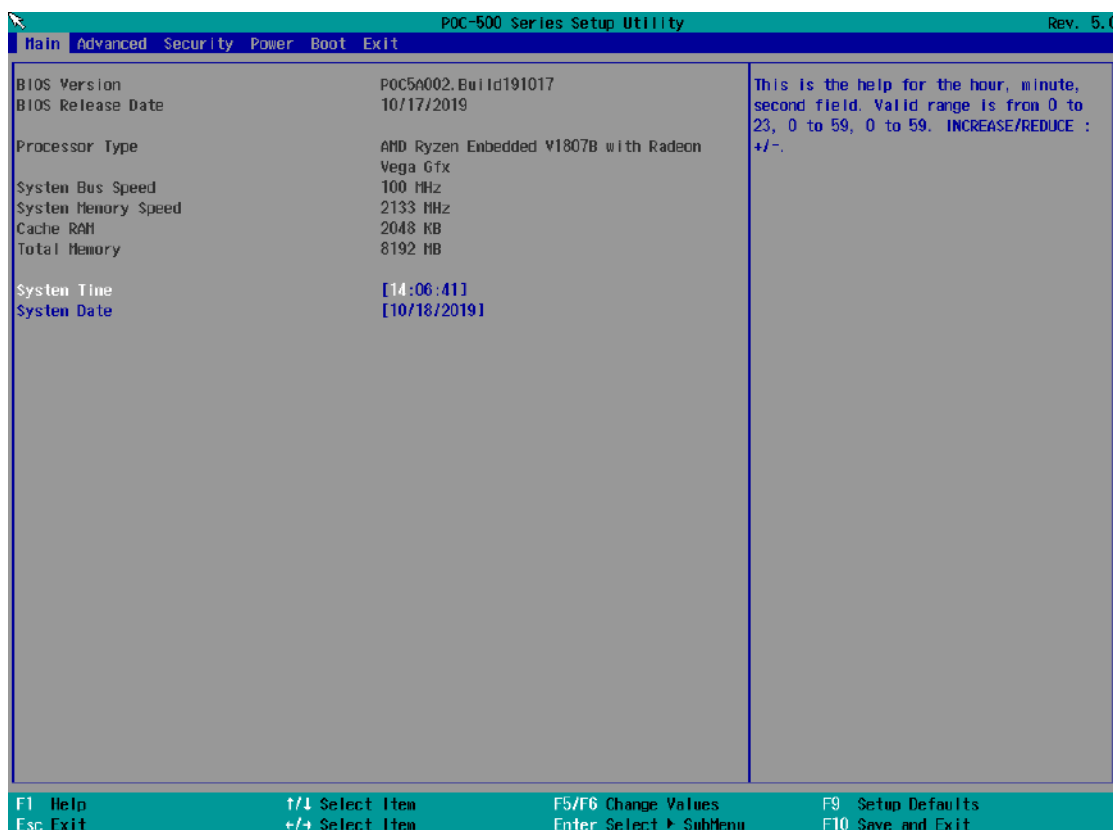 POC-500 Series Setup Utility Rev. 5.
Main Advanced Security Power Boot Exit
BIOS Version POC5A002.Build191017
BIOS Release Date 10/17/2019
Processor Type AMD Ryzen Embedded V1807B with Radeon
Vega Gfx
System Bus Speed 100 MHz
System Memory Speed 2133 MHz
Cache RAM 2048 KB
Total Memory 8192 MB
System Time [14:06:41]
System Date [10/18/2019]
This is the help for the hour, minute,
second field. Valid range is from 0 to
23, 0 to 59, 0 to 59. INCREASE/REDUCE :
+/-.
F1 Help ↑/↓ Select Item F5/F6 Change Values F9 Setup Defaults
Esc Exit ←/→ Select Item Enter Select ▶ SubMenu F10 Save and Exit